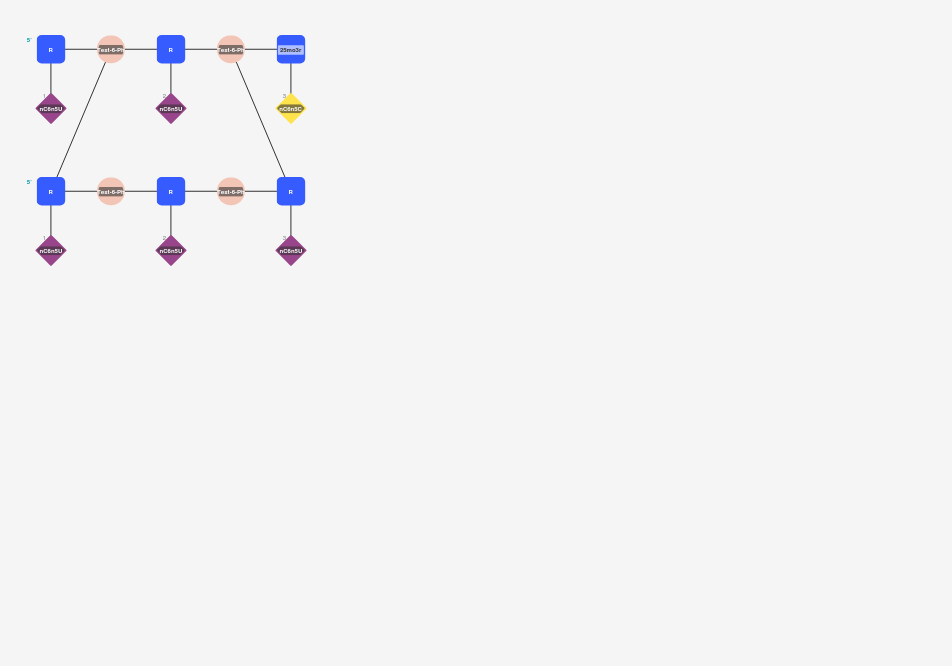 5' R Test-6-Ph R Test-6-Ph 25mo3r
1 2 3
nC6n5U nC6n5U nC6n5C
5' R Test-6-Ph R Test-6-Ph R
1 2 3
nC6n5U nC6n5U nC6n5U